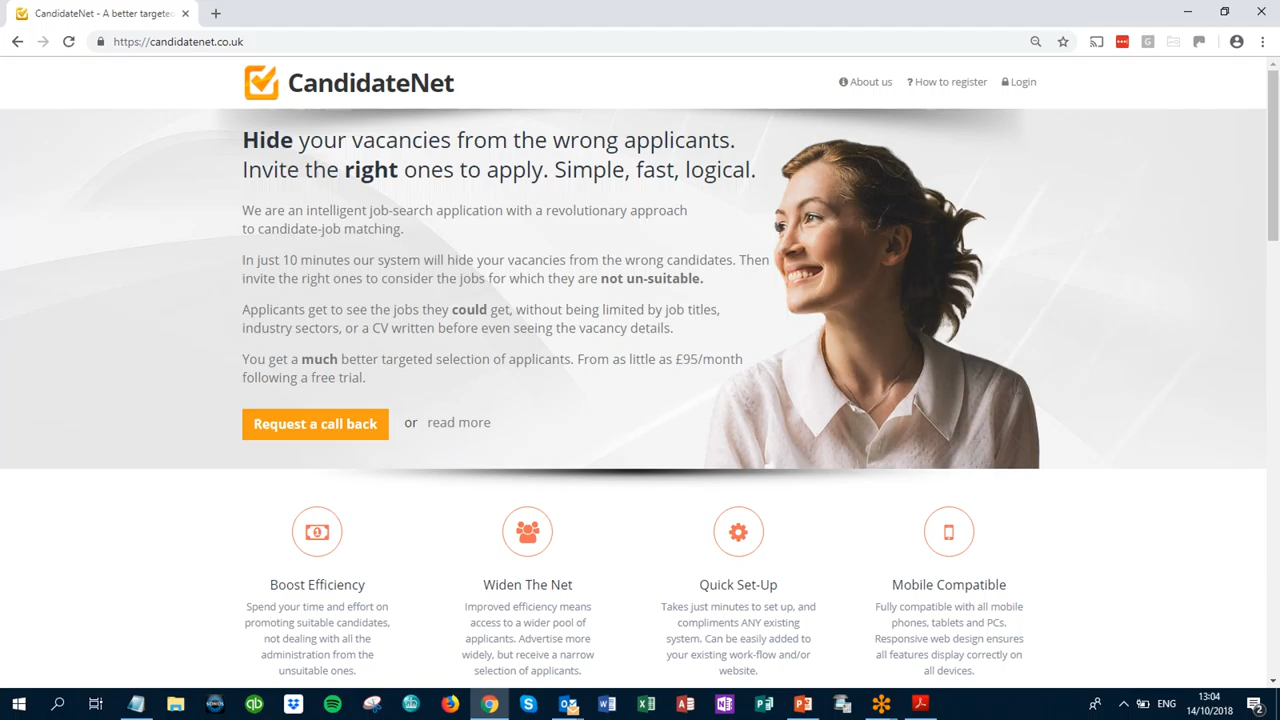 CandidateNet - A better targeted
https://candidatenet.co.uk
CandidateNet
About us
? How to register
Login
Hide your vacancies from the wrong applicants.
Invite the right ones to apply. Simple, fast, logical.
We are an intelligent job-search application with a revolutionary approach
to candidate-job matching.
In just 10 minutes our system will hide your vacancies from the wrong candidates. Then
invite the right ones to consider the jobs for which they are not un-suitable.
Applicants get to see the jobs they could get, without being limited by job titles,
industry sectors, or a CV written before even seeing the vacancy details.
You get a much better targeted selection of applicants. From as little as £95/month
following a free trial.
Request a call back or read more
Boost Efficiency
Spend your time and effort on
promoting suitable candidates,
not dealing with all the
administration from the
unsuitable ones.
Widen The Net
Improved efficiency means
access to a wider pool of
applicants. Advertise more
widely, but receive a narrow
selection of applicants.
Quick Set-Up
Takes just minutes to set up, and
compliments ANY existing
system. Can be easily added to
your existing work-flow and/or
website.
Mobile Compatible
Fully compatible with all mobile
phones, tablets and PCs.
Responsive web design ensures
all features display correctly on
all devices.
ENG
13:04
14/10/2018
2